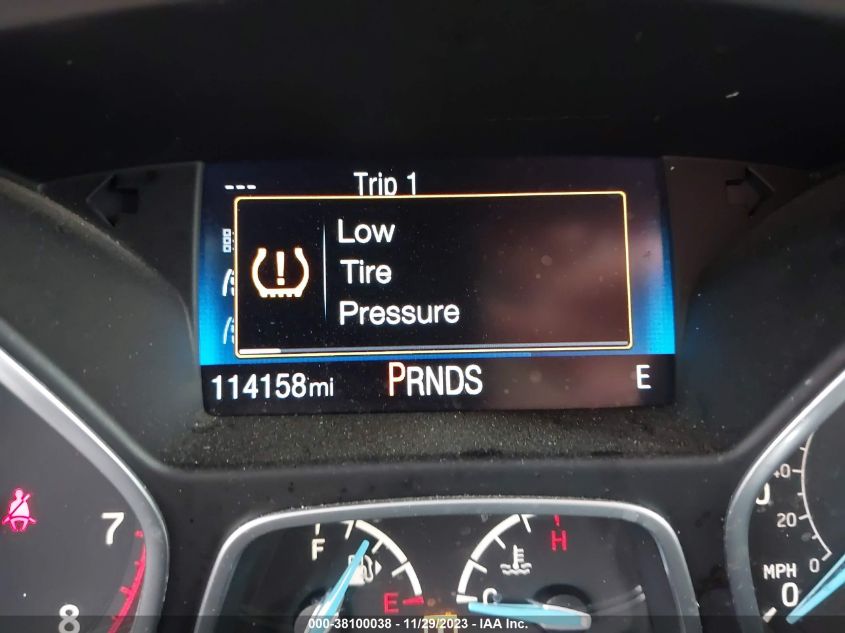 --- Trip 1
Low
Tire
Pressure
114158mi PRNDS E
7
8
F
E
H
C
20
0
MPH
0
000-38100038 - 11/29/2023 - IAA Inc.